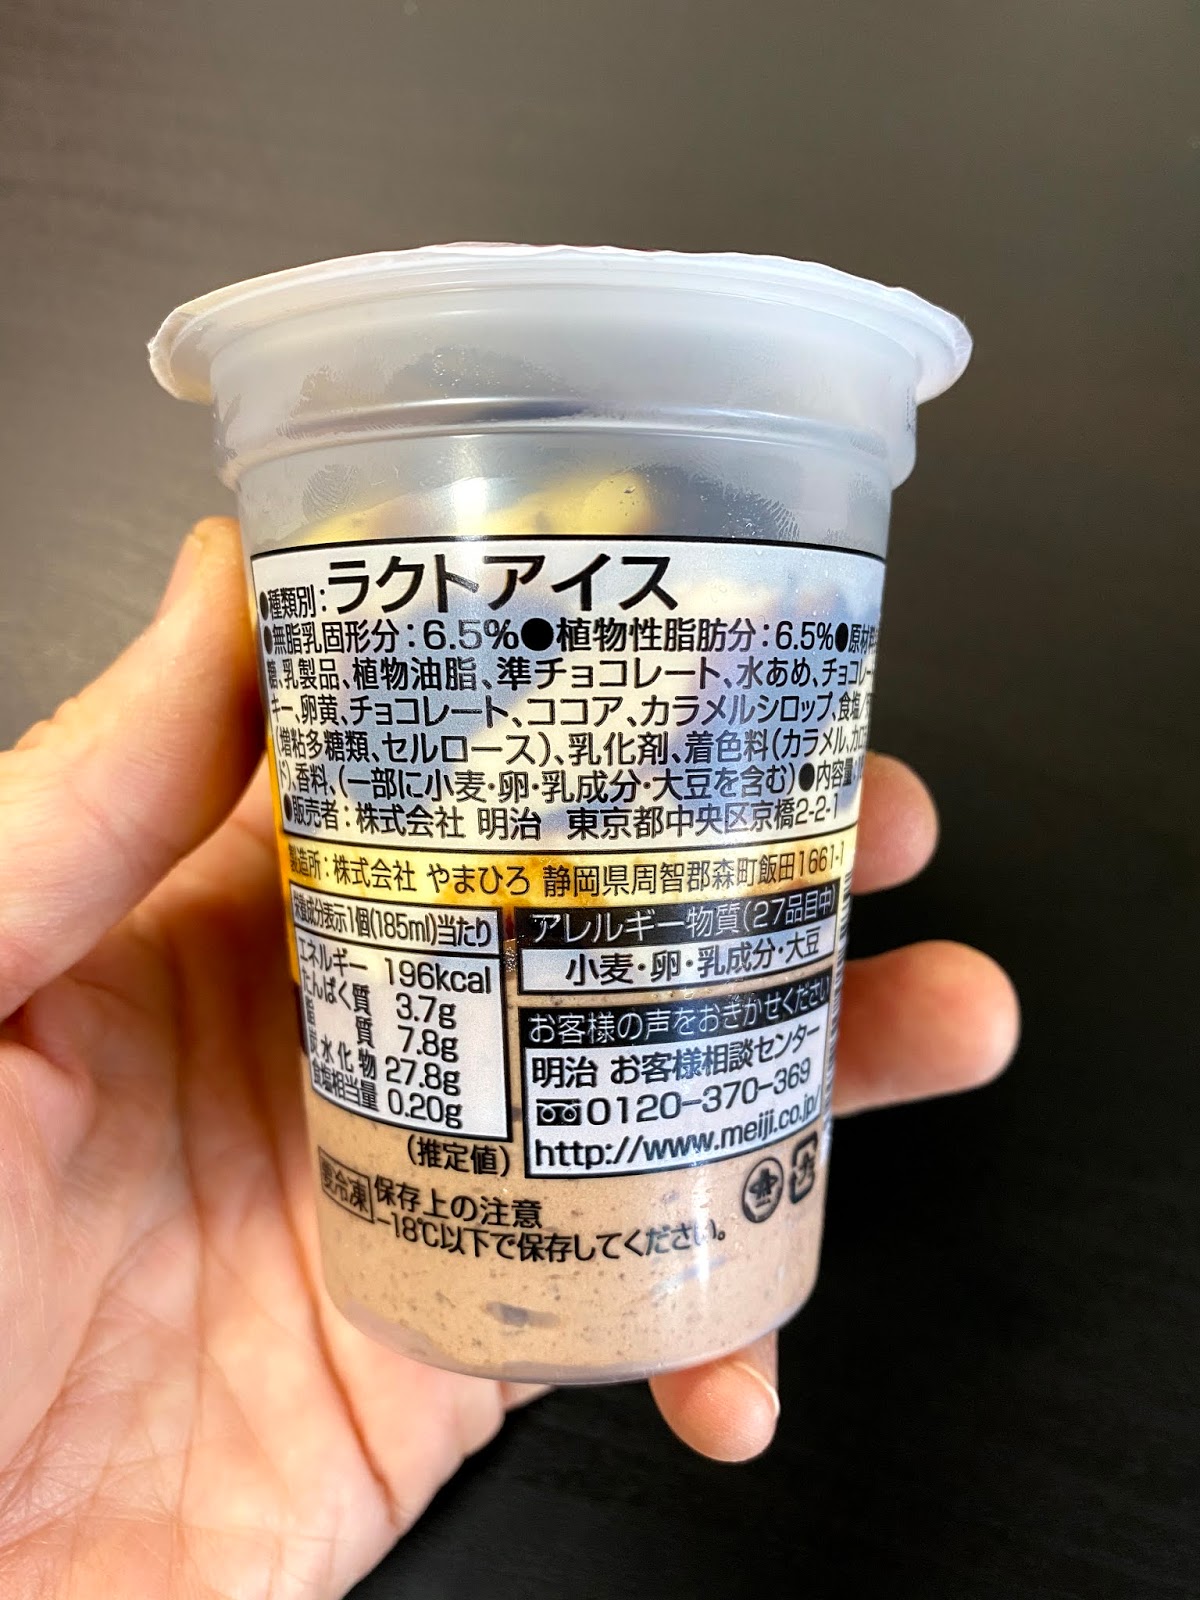 ●種類別：ラクトアイス
●無脂乳固形分：6.5%●植物性脂肪分：6.5%●原材料
糖、乳製品、植物油脂、準チョコレート、水あめ、チョコレー
キー、卵黄、チョコレート、ココア、カラメルシロップ、食塩/
(増粘多糖類、セルロース)、乳化剤、着色料(カラメル、カロ
ド)、香料、(一部に小麦・卵・乳成分・大豆を含む)●内容量：
●販売者：株式会社 明治 東京都中央区京橋2-2-1
製造所：株式会社 やまひろ 静岡県周智郡森町飯田1661-1
栄養成分表示1個(185ml)当たり
エネルギー 196kcal
たんぱく質 3.7g
脂質 7.8g
炭水化物 27.8g
食塩相当量 0.20g
(推定値)
アレルギー物質(27品目中)
小麦・卵・乳成分・大豆
お客様の声をおきかせください
明治 お客様相談センター
0120-370-369
http://www.meiji.co.jp/
要冷凍 保存上の注意
-18℃以下で保存してください。